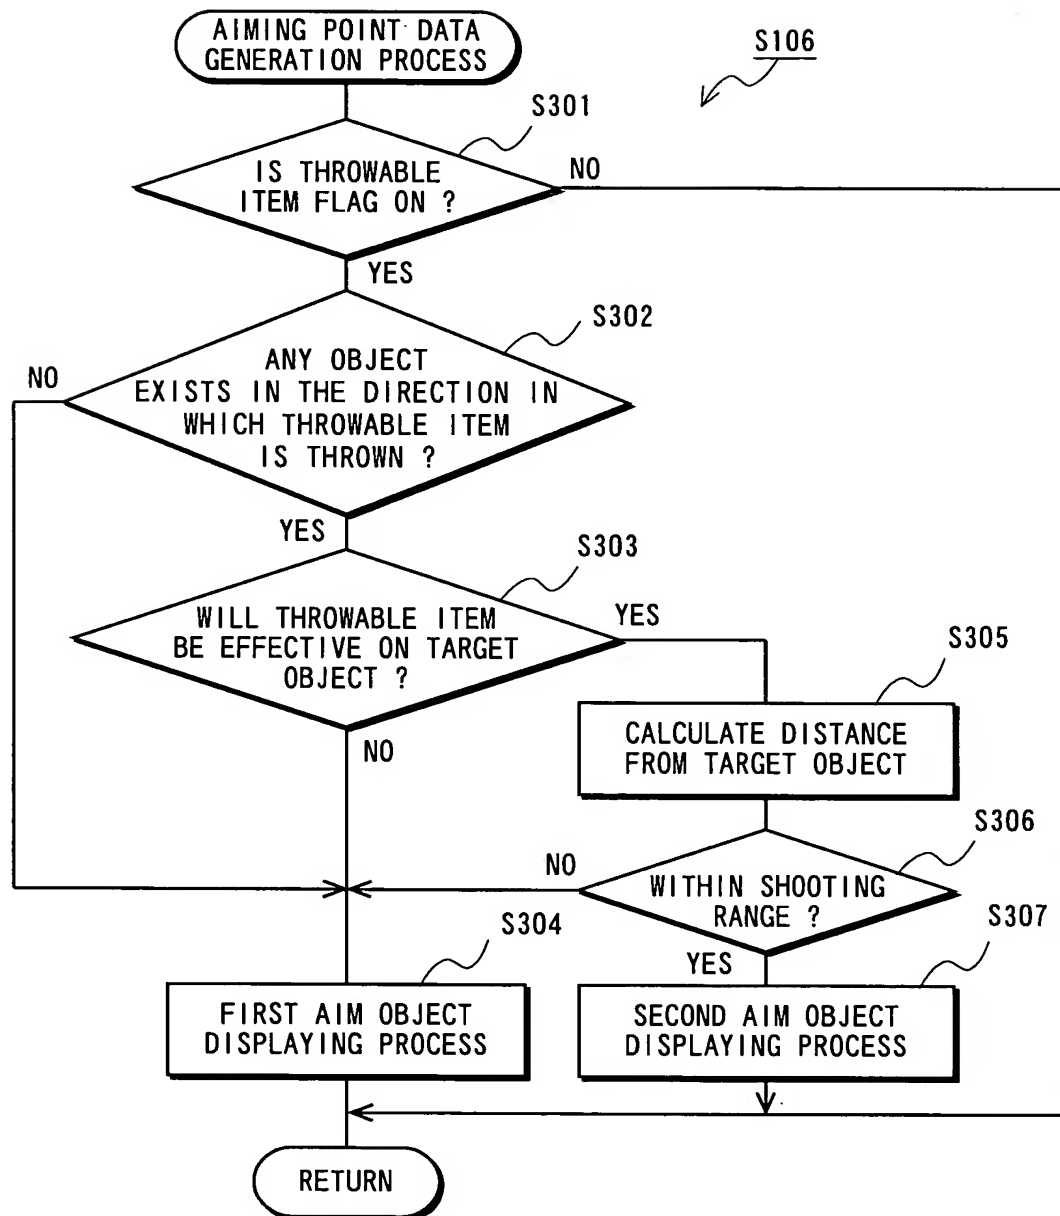 AIMING POINT DATA
GENERATION PROCESS
S106
S301
IS THROWABLE
ITEM FLAG ON ?
NO
YES
S302
ANY OBJECT
EXISTS IN THE DIRECTION IN
WHICH THROWABLE ITEM
IS THROWN ?
NO
YES
S303
WILL THROWABLE ITEM
BE EFFECTIVE ON TARGET
OBJECT ?
YES
NO
S305
CALCULATE DISTANCE
FROM TARGET OBJECT
S306
WITHIN SHOOTING
RANGE ?
NO
YES
S304
FIRST AIM OBJECT
DISPLAYING PROCESS
S307
SECOND AIM OBJECT
DISPLAYING PROCESS
RETURN